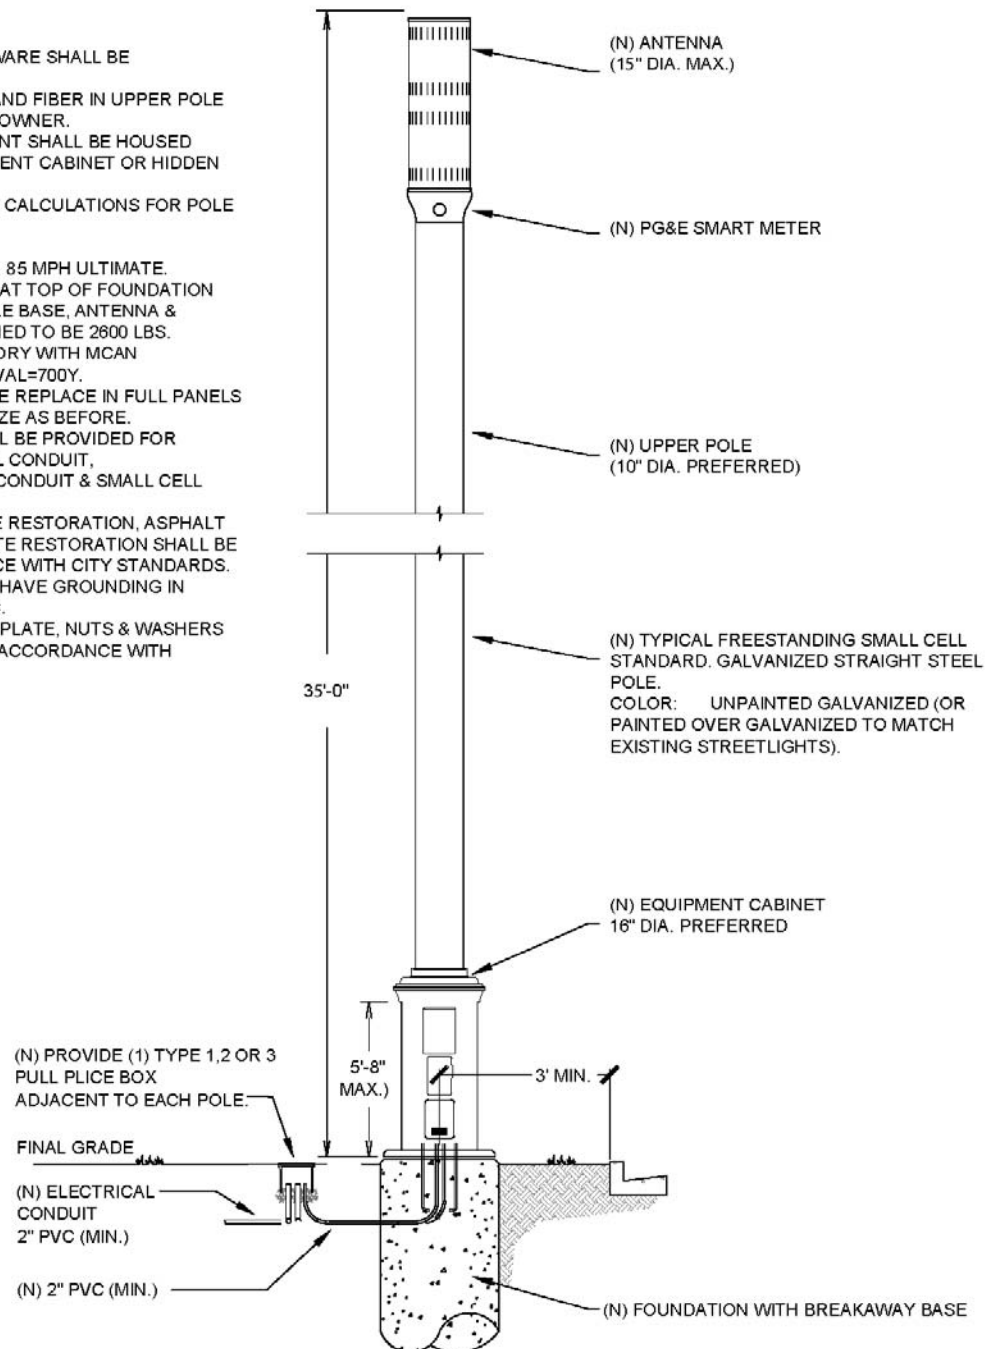 WARE SHALL BE
AND FIBER IN UPPER POLE
OWNER.
NT SHALL BE HOUSED
ENT CABINET OR HIDDEN
CALCULATIONS FOR POLE
85 MPH ULTIMATE.
AT TOP OF FOUNDATION
LE BASE, ANTENNA &
ED TO BE 2600 LBS.
ORY WITH MCAN
VAL=700Y.
E REPLACE IN FULL PANELS
ZE AS BEFORE.
L BE PROVIDED FOR
L CONDUIT,
CONDUIT & SMALL CELL
E RESTORATION, ASPHALT
TE RESTORATION SHALL BE
CE WITH CITY STANDARDS.
HAVE GROUNDING IN
PLATE, NUTS & WASHERS
ACCORDANCE WITH
(N) ANTENNA
(15" DIA. MAX.)
(N) PG&E SMART METER
(N) UPPER POLE
(10" DIA. PREFERRED)
(N) TYPICAL FREESTANDING SMALL CELL
STANDARD. GALVANIZED STRAIGHT STEEL
POLE.
COLOR: UNPAINTED GALVANIZED (OR
PAINTED OVER GALVANIZED TO MATCH
EXISTING STREETLIGHTS).
35'-0"
(N) EQUIPMENT CABINET
16" DIA. PREFERRED
5'-8"
MAX.)
3' MIN.
(N) PROVIDE (1) TYPE 1,2 OR 3
PULL PLICE BOX
ADJACENT TO EACH POLE.
FINAL GRADE
(N) ELECTRICAL
CONDUIT
2" PVC (MIN.)
(N) 2" PVC (MIN.)
(N) FOUNDATION WITH BREAKAWAY BASE